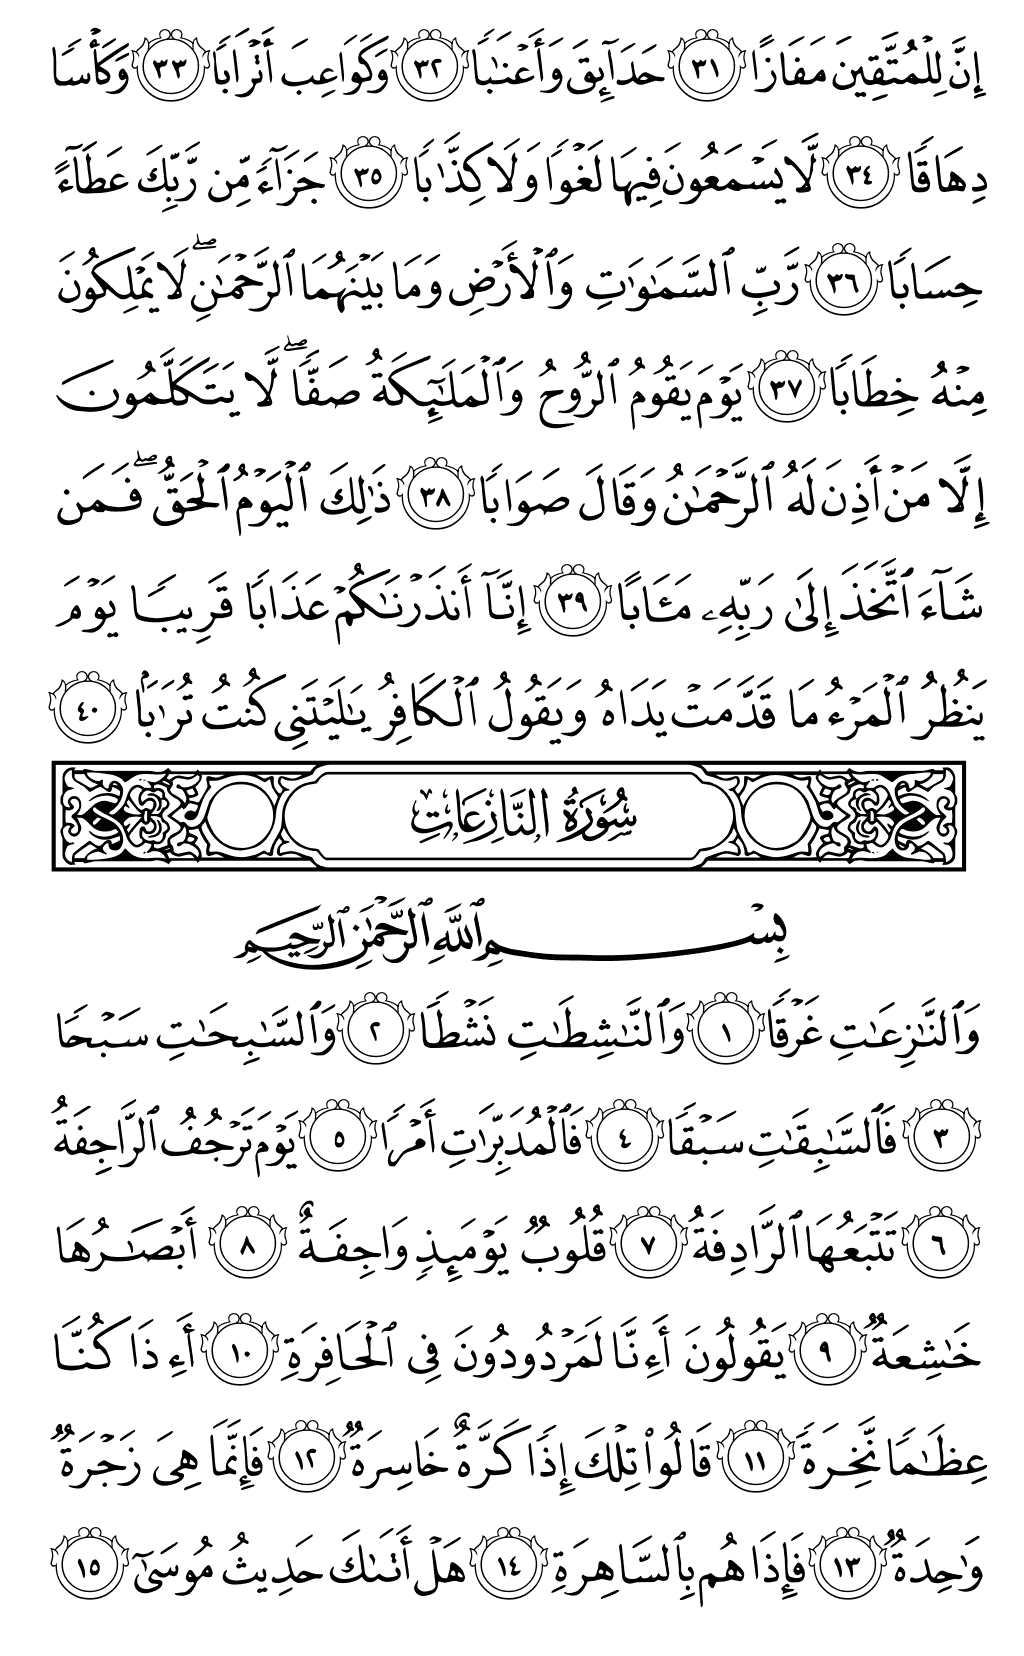 إِنَّ لِلْمُتَّقِينَ مَفَازًا ٣١ حَدَآئِقَ وَأَعْنَـٰبًا ٣٢ وَكَوَاعِبَ أَتْرَابًا ٣٣ وَكَأْسًا
دِهَاقًا ٣٤ لَّا يَسْمَعُونَ فِيهَا لَغْوًا وَلَا كِذَّٰبًا ٣٥ جَزَآءً مِّن رَّبِّكَ عَطَآءً
حِسَابًا ٣٦ رَّبِّ ٱلسَّمَـٰوَٰتِ وَٱلْأَرْضِ وَمَا بَيْنَهُمَا ٱلرَّحْمَـٰنِ ۖ لَا يَمْلِكُونَ
مِنْهُ خِطَابًا ٣٧ يَوْمَ يَقُومُ ٱلرُّوحُ وَٱلْمَلَـٰٓئِكَةُ صَفًّا ۖ لَّا يَتَكَلَّمُونَ
إِلَّا مَنْ أَذِنَ لَهُ ٱلرَّحْمَـٰنُ وَقَالَ صَوَابًا ٣٨ ذَٰلِكَ ٱلْيَوْمُ ٱلْحَقُّ ۖ فَمَن
شَآءَ ٱتَّخَذَ إِلَىٰ رَبِّهِۦ مَـَٔابًا ٣٩ إِنَّآ أَنذَرْنَـٰكُمْ عَذَابًا قَرِيبًا يَوْمَ
يَنظُرُ ٱلْمَرْءُ مَا قَدَّمَتْ يَدَاهُ وَيَقُولُ ٱلْكَافِرُ يَـٰلَيْتَنِى كُنتُ تُرَٰبًۢا ٤٠
سُورَةُ النَّازِعَاتِ
بِسْمِ ٱللَّهِ ٱلرَّحْمَـٰنِ ٱلرَّحِيمِ
وَٱلنَّـٰزِعَـٰتِ غَرْقًا ١ وَٱلنَّـٰشِطَـٰتِ نَشْطًا ٢ وَٱلسَّـٰبِحَـٰتِ سَبْحًا
٣ فَٱلسَّـٰبِقَـٰتِ سَبْقًا ٤ فَٱلْمُدَبِّرَٰتِ أَمْرًا ٥ يَوْمَ تَرْجُفُ ٱلرَّاجِفَةُ
٦ تَتْبَعُهَا ٱلرَّادِفَةُ ٧ قُلُوبٌ يَوْمَئِذٍ وَاجِفَةٌ ٨ أَبْصَـٰرُهَا
خَـٰشِعَةٌ ٩ يَقُولُونَ أَءِنَّا لَمَرْدُودُونَ فِى ٱلْحَافِرَةِ ١٠ أَءِذَا كُنَّا
عِظَـٰمًا نَّخِرَةً ١١ قَالُوا۟ تِلْكَ إِذًا كَرَّةٌ خَاسِرَةٌ ١٢ فَإِنَّمَا هِىَ زَجْرَةٌ
وَٰحِدَةٌ ١٣ فَإِذَا هُم بِٱلسَّاهِرَةِ ١٤ هَلْ أَتَىٰكَ حَدِيثُ مُوسَىٰٓ ١٥